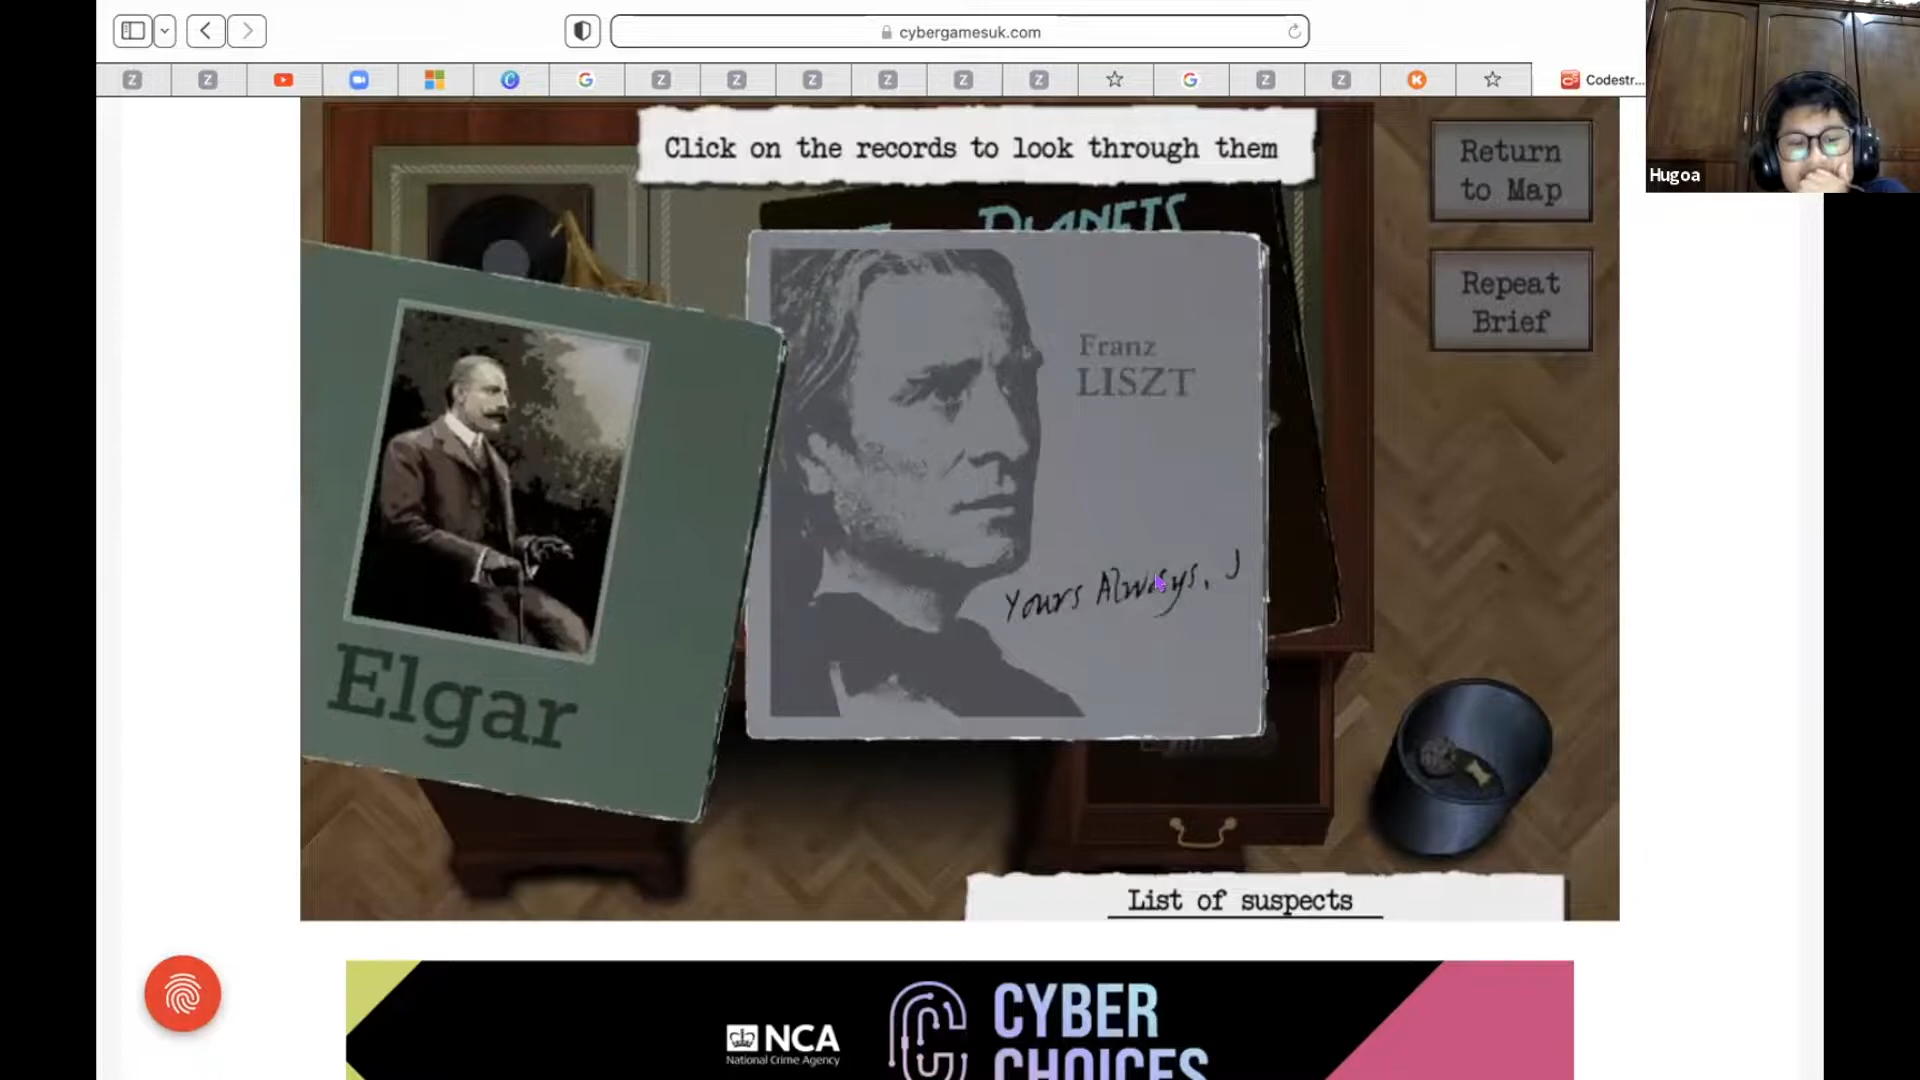 cybergamesuk.com
Codestr...
Hugoa
Click on the records to look through them
Return
to Map
Repeat
Brief
PLANETS
Franz
LISZT
Yours Always, J
Elgar
List of suspects
NCA
National Crime Agency
CYBER
CHOICES